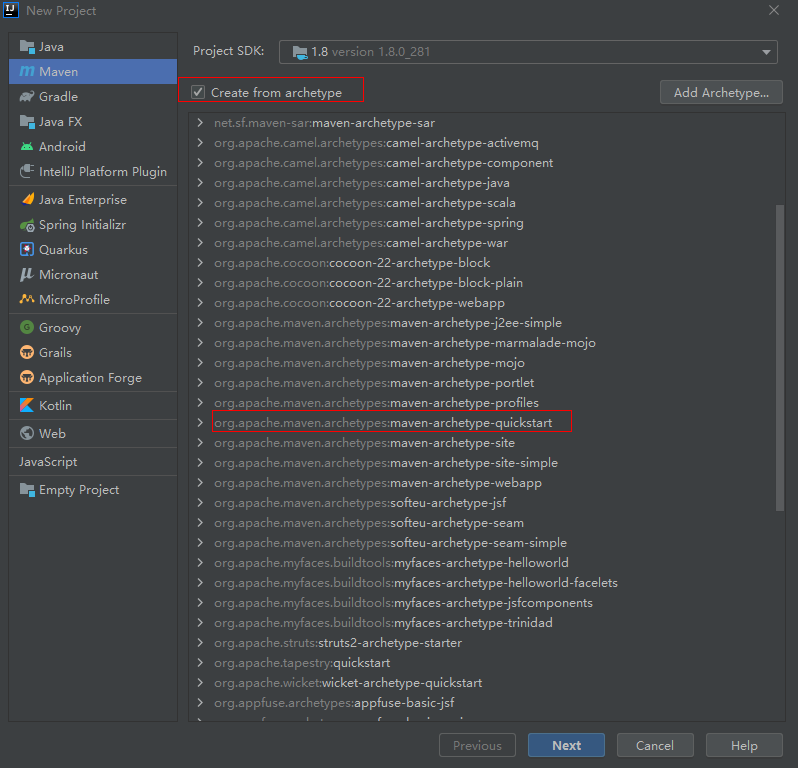 New Project
Java
Maven
Gradle
Java FX
Android
IntelliJ Platform Plugin
Java Enterprise
Spring Initializr
Quarkus
Micronaut
MicroProfile
Groovy
Grails
Application Forge
Kotlin
Web
JavaScript
Empty Project
Project SDK: 1.8 version 1.8.0_281
Create from archetype
Add Archetype...
net.sf.maven-sar:maven-archetype-sar
org.apache.camel.archetypes:camel-archetype-activemq
org.apache.camel.archetypes:camel-archetype-component
org.apache.camel.archetypes:camel-archetype-java
org.apache.camel.archetypes:camel-archetype-scala
org.apache.camel.archetypes:camel-archetype-spring
org.apache.camel.archetypes:camel-archetype-war
org.apache.cocoon:cocoon-22-archetype-block
org.apache.cocoon:cocoon-22-archetype-block-plain
org.apache.cocoon:cocoon-22-archetype-webapp
org.apache.maven.archetypes:maven-archetype-j2ee-simple
org.apache.maven.archetypes:maven-archetype-marmalade-mojo
org.apache.maven.archetypes:maven-archetype-mojo
org.apache.maven.archetypes:maven-archetype-portlet
org.apache.maven.archetypes:maven-archetype-profiles
org.apache.maven.archetypes:maven-archetype-quickstart
org.apache.maven.archetypes:maven-archetype-site
org.apache.maven.archetypes:maven-archetype-site-simple
org.apache.maven.archetypes:maven-archetype-webapp
org.apache.maven.archetypes:softeu-archetype-jsf
org.apache.maven.archetypes:softeu-archetype-seam
org.apache.maven.archetypes:softeu-archetype-seam-simple
org.apache.myfaces.buildtools:myfaces-archetype-helloworld
org.apache.myfaces.buildtools:myfaces-archetype-helloworld-facelets
org.apache.myfaces.buildtools:myfaces-archetype-jsfcomponents
org.apache.myfaces.buildtools:myfaces-archetype-trinidad
org.apache.struts:struts2-archetype-starter
org.apache.tapestry:quickstart
org.apache.wicket:wicket-archetype-quickstart
org.appfuse.archetypes:appfuse-basic-jsf
Previous
Next
Cancel
Help